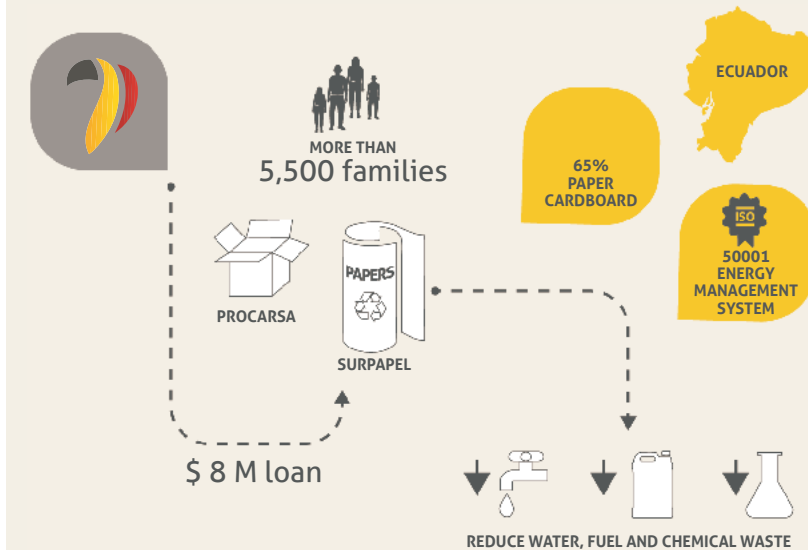 ECUADOR
MORE THAN
5,500 families
65%
PAPER
CARDBOARD
ISO
50001
ENERGY
MANAGEMENT
SYSTEM
PAPERS
PROCARSA
SURPAPEL
$ 8 M loan
REDUCE WATER, FUEL AND CHEMICAL WASTE